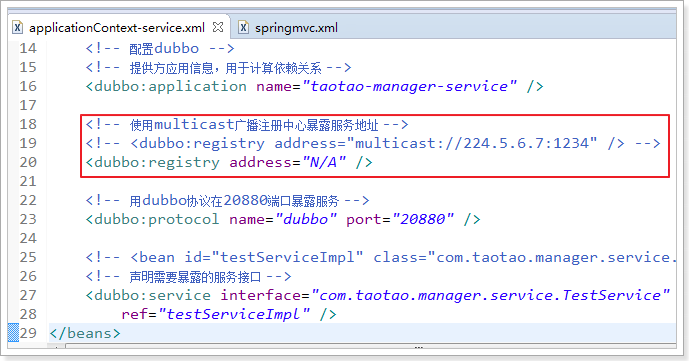 applicationContext-service.xml springmvc.xml
14 <!-- 配置dubbo -->
15 <!-- 提供方应用信息，用于计算依赖关系 -->
16 <dubbo:application name="taotao-manager-service" />
17
18 <!-- 使用multicast广播注册中心暴露服务地址 -->
19 <!-- <dubbo:registry address="multicast://224.5.6.7:1234" /> -->
20 <dubbo:registry address="N/A" />
21
22 <!-- 用dubbo协议在20880端口暴露服务 -->
23 <dubbo:protocol name="dubbo" port="20880" />
24
25 <!-- <bean id="testServiceImpl" class="com.taotao.manager.service.
26 <!-- 声明需要暴露的服务接口 -->
27 <dubbo:service interface="com.taotao.manager.service.TestService"
28 ref="testServiceImpl" />
29 </beans>